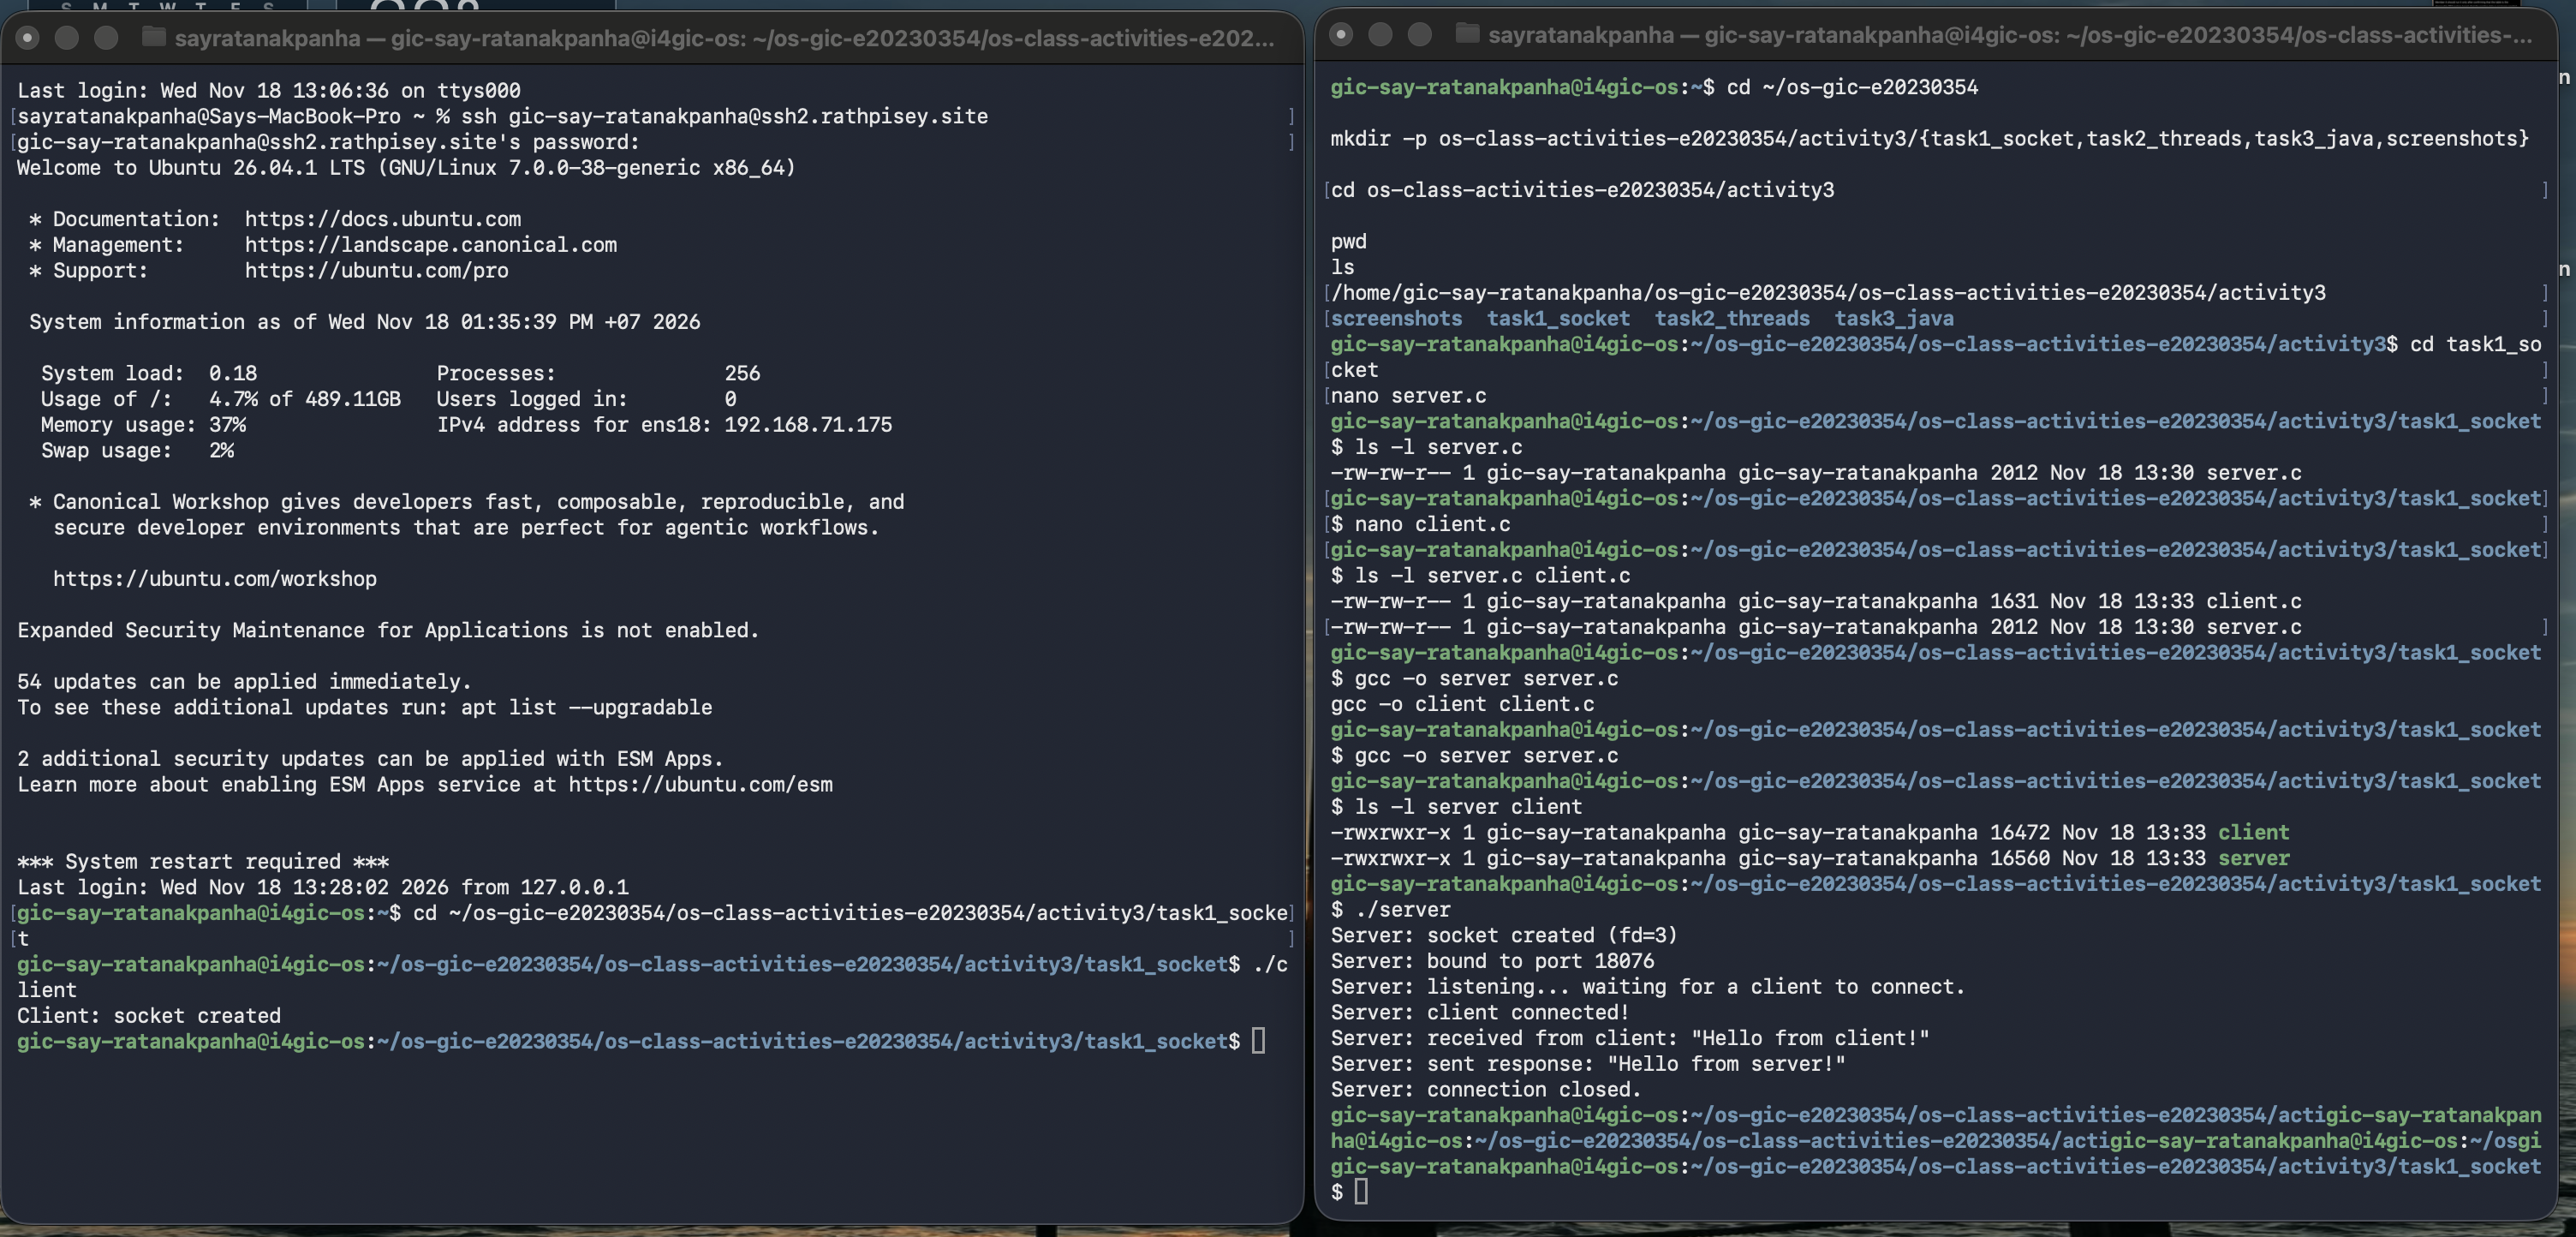 S M T W T F S
sayratanakpanha — gic-say-ratanakpanha@i4gic-os: ~/os-gic-e20230354/os-class-activities-e202...
Last login: Wed Nov 18 13:06:36 on ttys000
[sayratanakpanha@Says-MacBook-Pro ~ % ssh gic-say-ratanakpanha@ssh2.rathpisey.site ]
[gic-say-ratanakpanha@ssh2.rathpisey.site's password: ]
Welcome to Ubuntu 26.04.1 LTS (GNU/Linux 7.0.0-38-generic x86_64)
* Documentation: https://docs.ubuntu.com
* Management: https://landscape.canonical.com
* Support: https://ubuntu.com/pro
System information as of Wed Nov 18 01:35:39 PM +07 2026
System load: 0.18 Processes: 256
Usage of /: 4.7% of 489.11GB Users logged in: 0
Memory usage: 37% IPv4 address for ens18: 192.168.71.175
Swap usage: 2%
* Canonical Workshop gives developers fast, composable, reproducible, and
secure developer environments that are perfect for agentic workflows.
https://ubuntu.com/workshop
Expanded Security Maintenance for Applications is not enabled.
54 updates can be applied immediately.
To see these additional updates run: apt list --upgradable
2 additional security updates can be applied with ESM Apps.
Learn more about enabling ESM Apps service at https://ubuntu.com/esm
*** System restart required ***
Last login: Wed Nov 18 13:28:02 2026 from 127.0.0.1
[gic-say-ratanakpanha@i4gic-os:~$ cd ~/os-gic-e20230354/os-class-activities-e20230354/activity3/task1_socke]
[t ]
gic-say-ratanakpanha@i4gic-os:~/os-gic-e20230354/os-class-activities-e20230354/activity3/task1_socket$ ./c
lient
Client: socket created
gic-say-ratanakpanha@i4gic-os:~/os-gic-e20230354/os-class-activities-e20230354/activity3/task1_socket$
sayratanakpanha — gic-say-ratanakpanha@i4gic-os: ~/os-gic-e20230354/os-class-activities-...
gic-say-ratanakpanha@i4gic-os:~$ cd ~/os-gic-e20230354
mkdir -p os-class-activities-e20230354/activity3/{task1_socket,task2_threads,task3_java,screenshots}
[cd os-class-activities-e20230354/activity3 ]
pwd
ls
[/home/gic-say-ratanakpanha/os-gic-e20230354/os-class-activities-e20230354/activity3 ]
[screenshots task1_socket task2_threads task3_java ]
gic-say-ratanakpanha@i4gic-os:~/os-gic-e20230354/os-class-activities-e20230354/activity3$ cd task1_so
[cket ]
[nano server.c ]
gic-say-ratanakpanha@i4gic-os:~/os-gic-e20230354/os-class-activities-e20230354/activity3/task1_socket
$ ls -l server.c
-rw-rw-r-- 1 gic-say-ratanakpanha gic-say-ratanakpanha 2012 Nov 18 13:30 server.c
[gic-say-ratanakpanha@i4gic-os:~/os-gic-e20230354/os-class-activities-e20230354/activity3/task1_socket]
[$ nano client.c ]
[gic-say-ratanakpanha@i4gic-os:~/os-gic-e20230354/os-class-activities-e20230354/activity3/task1_socket]
$ ls -l server.c client.c
-rw-rw-r-- 1 gic-say-ratanakpanha gic-say-ratanakpanha 1631 Nov 18 13:33 client.c
[-rw-rw-r-- 1 gic-say-ratanakpanha gic-say-ratanakpanha 2012 Nov 18 13:30 server.c ]
gic-say-ratanakpanha@i4gic-os:~/os-gic-e20230354/os-class-activities-e20230354/activity3/task1_socket
$ gcc -o server server.c
gcc -o client client.c
gic-say-ratanakpanha@i4gic-os:~/os-gic-e20230354/os-class-activities-e20230354/activity3/task1_socket
$ gcc -o server server.c
gic-say-ratanakpanha@i4gic-os:~/os-gic-e20230354/os-class-activities-e20230354/activity3/task1_socket
$ ls -l server client
-rwxrwxr-x 1 gic-say-ratanakpanha gic-say-ratanakpanha 16472 Nov 18 13:33 client
-rwxrwxr-x 1 gic-say-ratanakpanha gic-say-ratanakpanha 16560 Nov 18 13:33 server
gic-say-ratanakpanha@i4gic-os:~/os-gic-e20230354/os-class-activities-e20230354/activity3/task1_socket
$ ./server
Server: socket created (fd=3)
Server: bound to port 18076
Server: listening... waiting for a client to connect.
Server: client connected!
Server: received from client: "Hello from client!"
Server: sent response: "Hello from server!"
Server: connection closed.
gic-say-ratanakpanha@i4gic-os:~/os-gic-e20230354/os-class-activities-e20230354/actigic-say-ratanakpan
ha@i4gic-os:~/os-gic-e20230354/os-class-activities-e20230354/actigic-say-ratanakpanha@i4gic-os:~/osgi
gic-say-ratanakpanha@i4gic-os:~/os-gic-e20230354/os-class-activities-e20230354/activity3/task1_socket
$